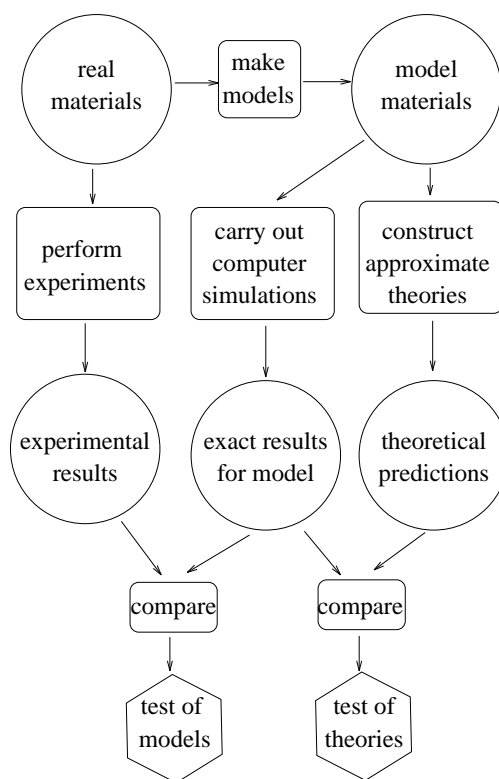 real
materials
make
models
model
materials
perform
experiments
carry out
computer
simulations
construct
approximate
theories
experimental
results
exact results
for model
theoretical
predictions
compare
compare
test of
models
test of
theories